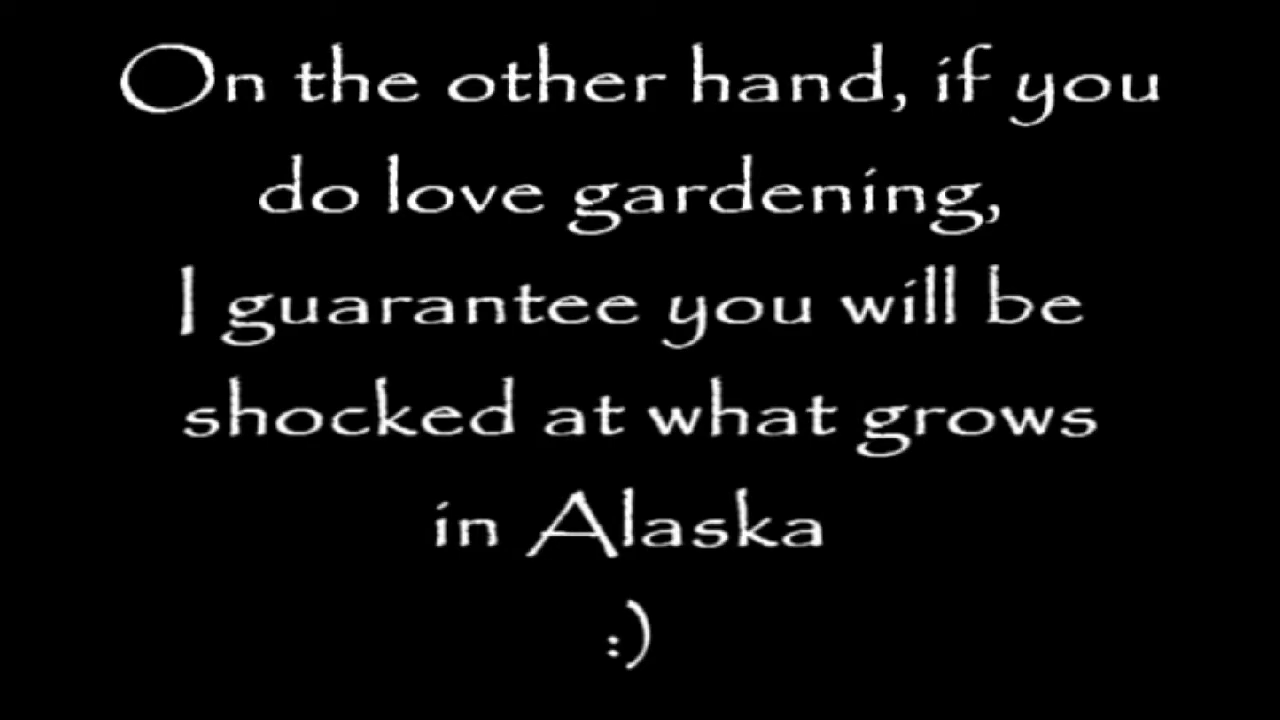 On the other hand, if you
do love gardening,
I guarantee you will be
shocked at what grows
in Alaska
:)